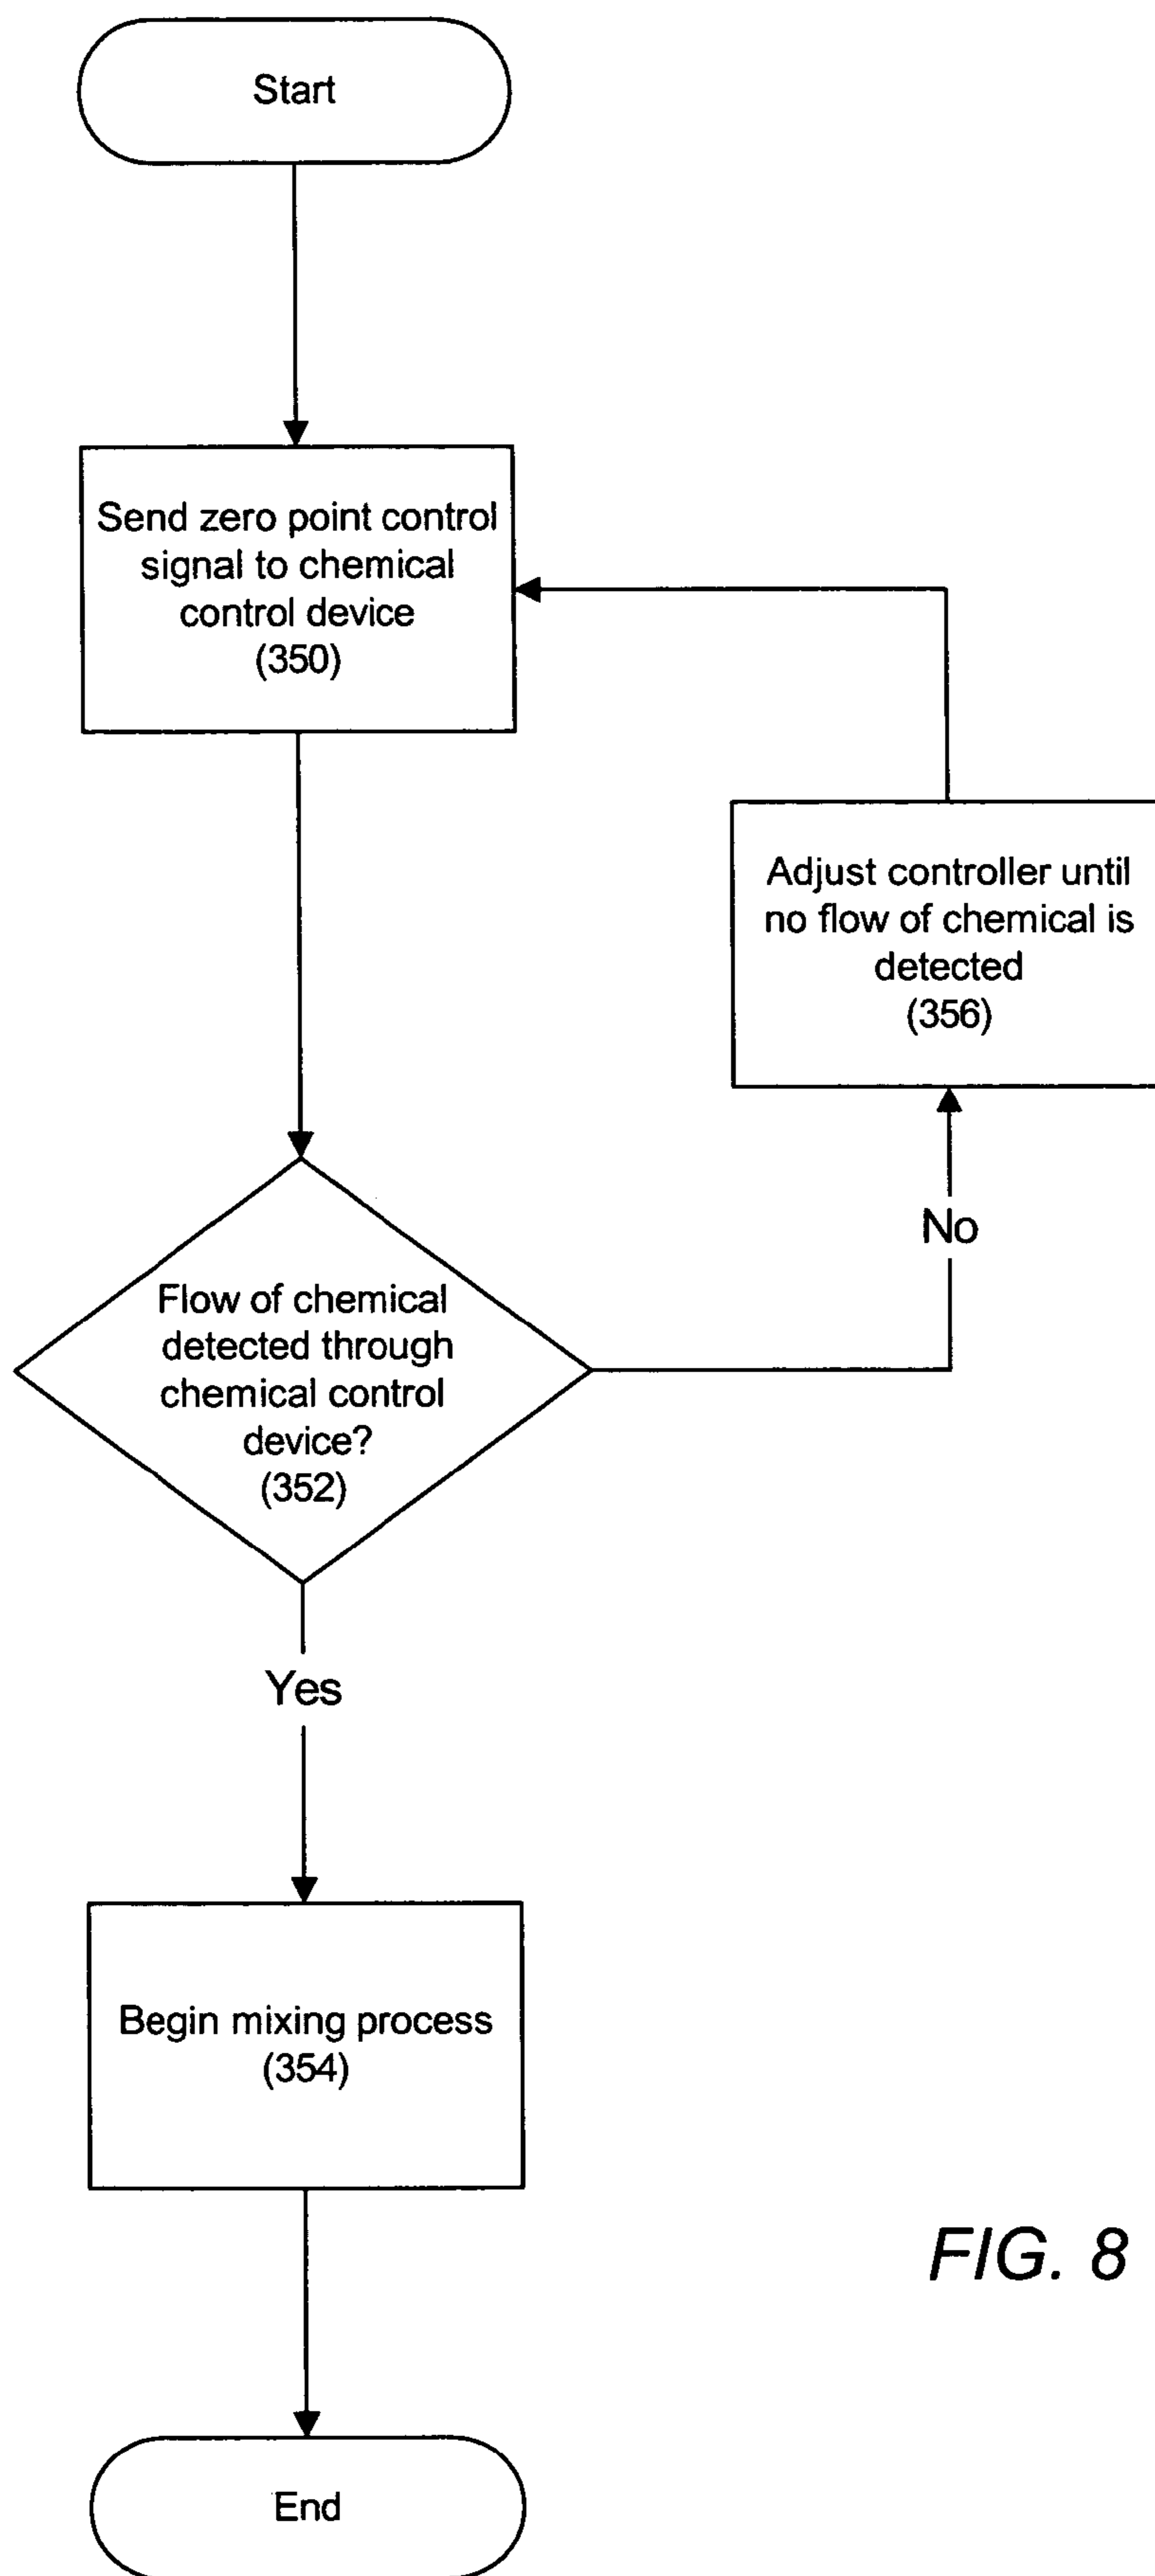 Start
Send zero point control
signal to chemical
control device
(350)
Adjust controller until
no flow of chemical is
detected
(356)
No
Flow of chemical
detected through
chemical control
device?
(352)
Yes
Begin mixing process
(354)
FIG. 8
End